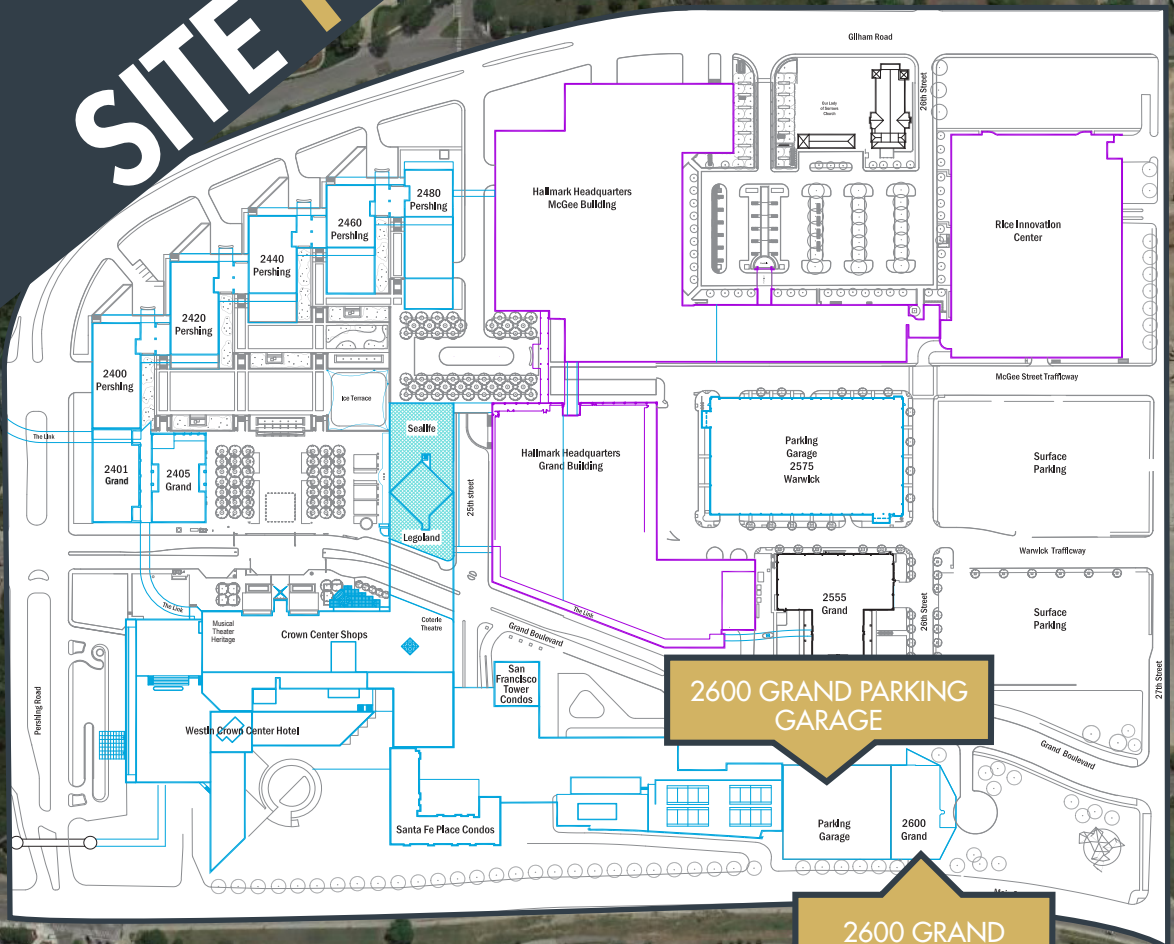 SITE
Gllham Road
Our Lady
of Sorrows
Church
26th Street
2480
Pershing
Hallmark Headquarters
McGee Building
2460
Pershing
Rice Innovation
Center
2440
Pershing
2420
Pershing
2400
Pershing
McGee Street Trafficway
Ice Terrace
The Link
Sealife
Parking
Garage
2575
Warwick
Hallmark Headquarters
Grand Building
Surface
Parking
2401
Grand
2405
Grand
25th street
Legoland
Warwick Trafficway
2555
Grand
26th Street
Surface
Parking
The Link
The Link
Musical
Theater
Heritage
Crown Center Shops
Coterie
Theatre
Grand Boulevard
27th Street
San
Francisco
Tower
Condos
2600 GRAND PARKING
GARAGE
Pershing Road
Westin Crown Center Hotel
Grand Boulevard
Santa Fe Place Condos
Parking
Garage
2600
Grand
2600 GRAND